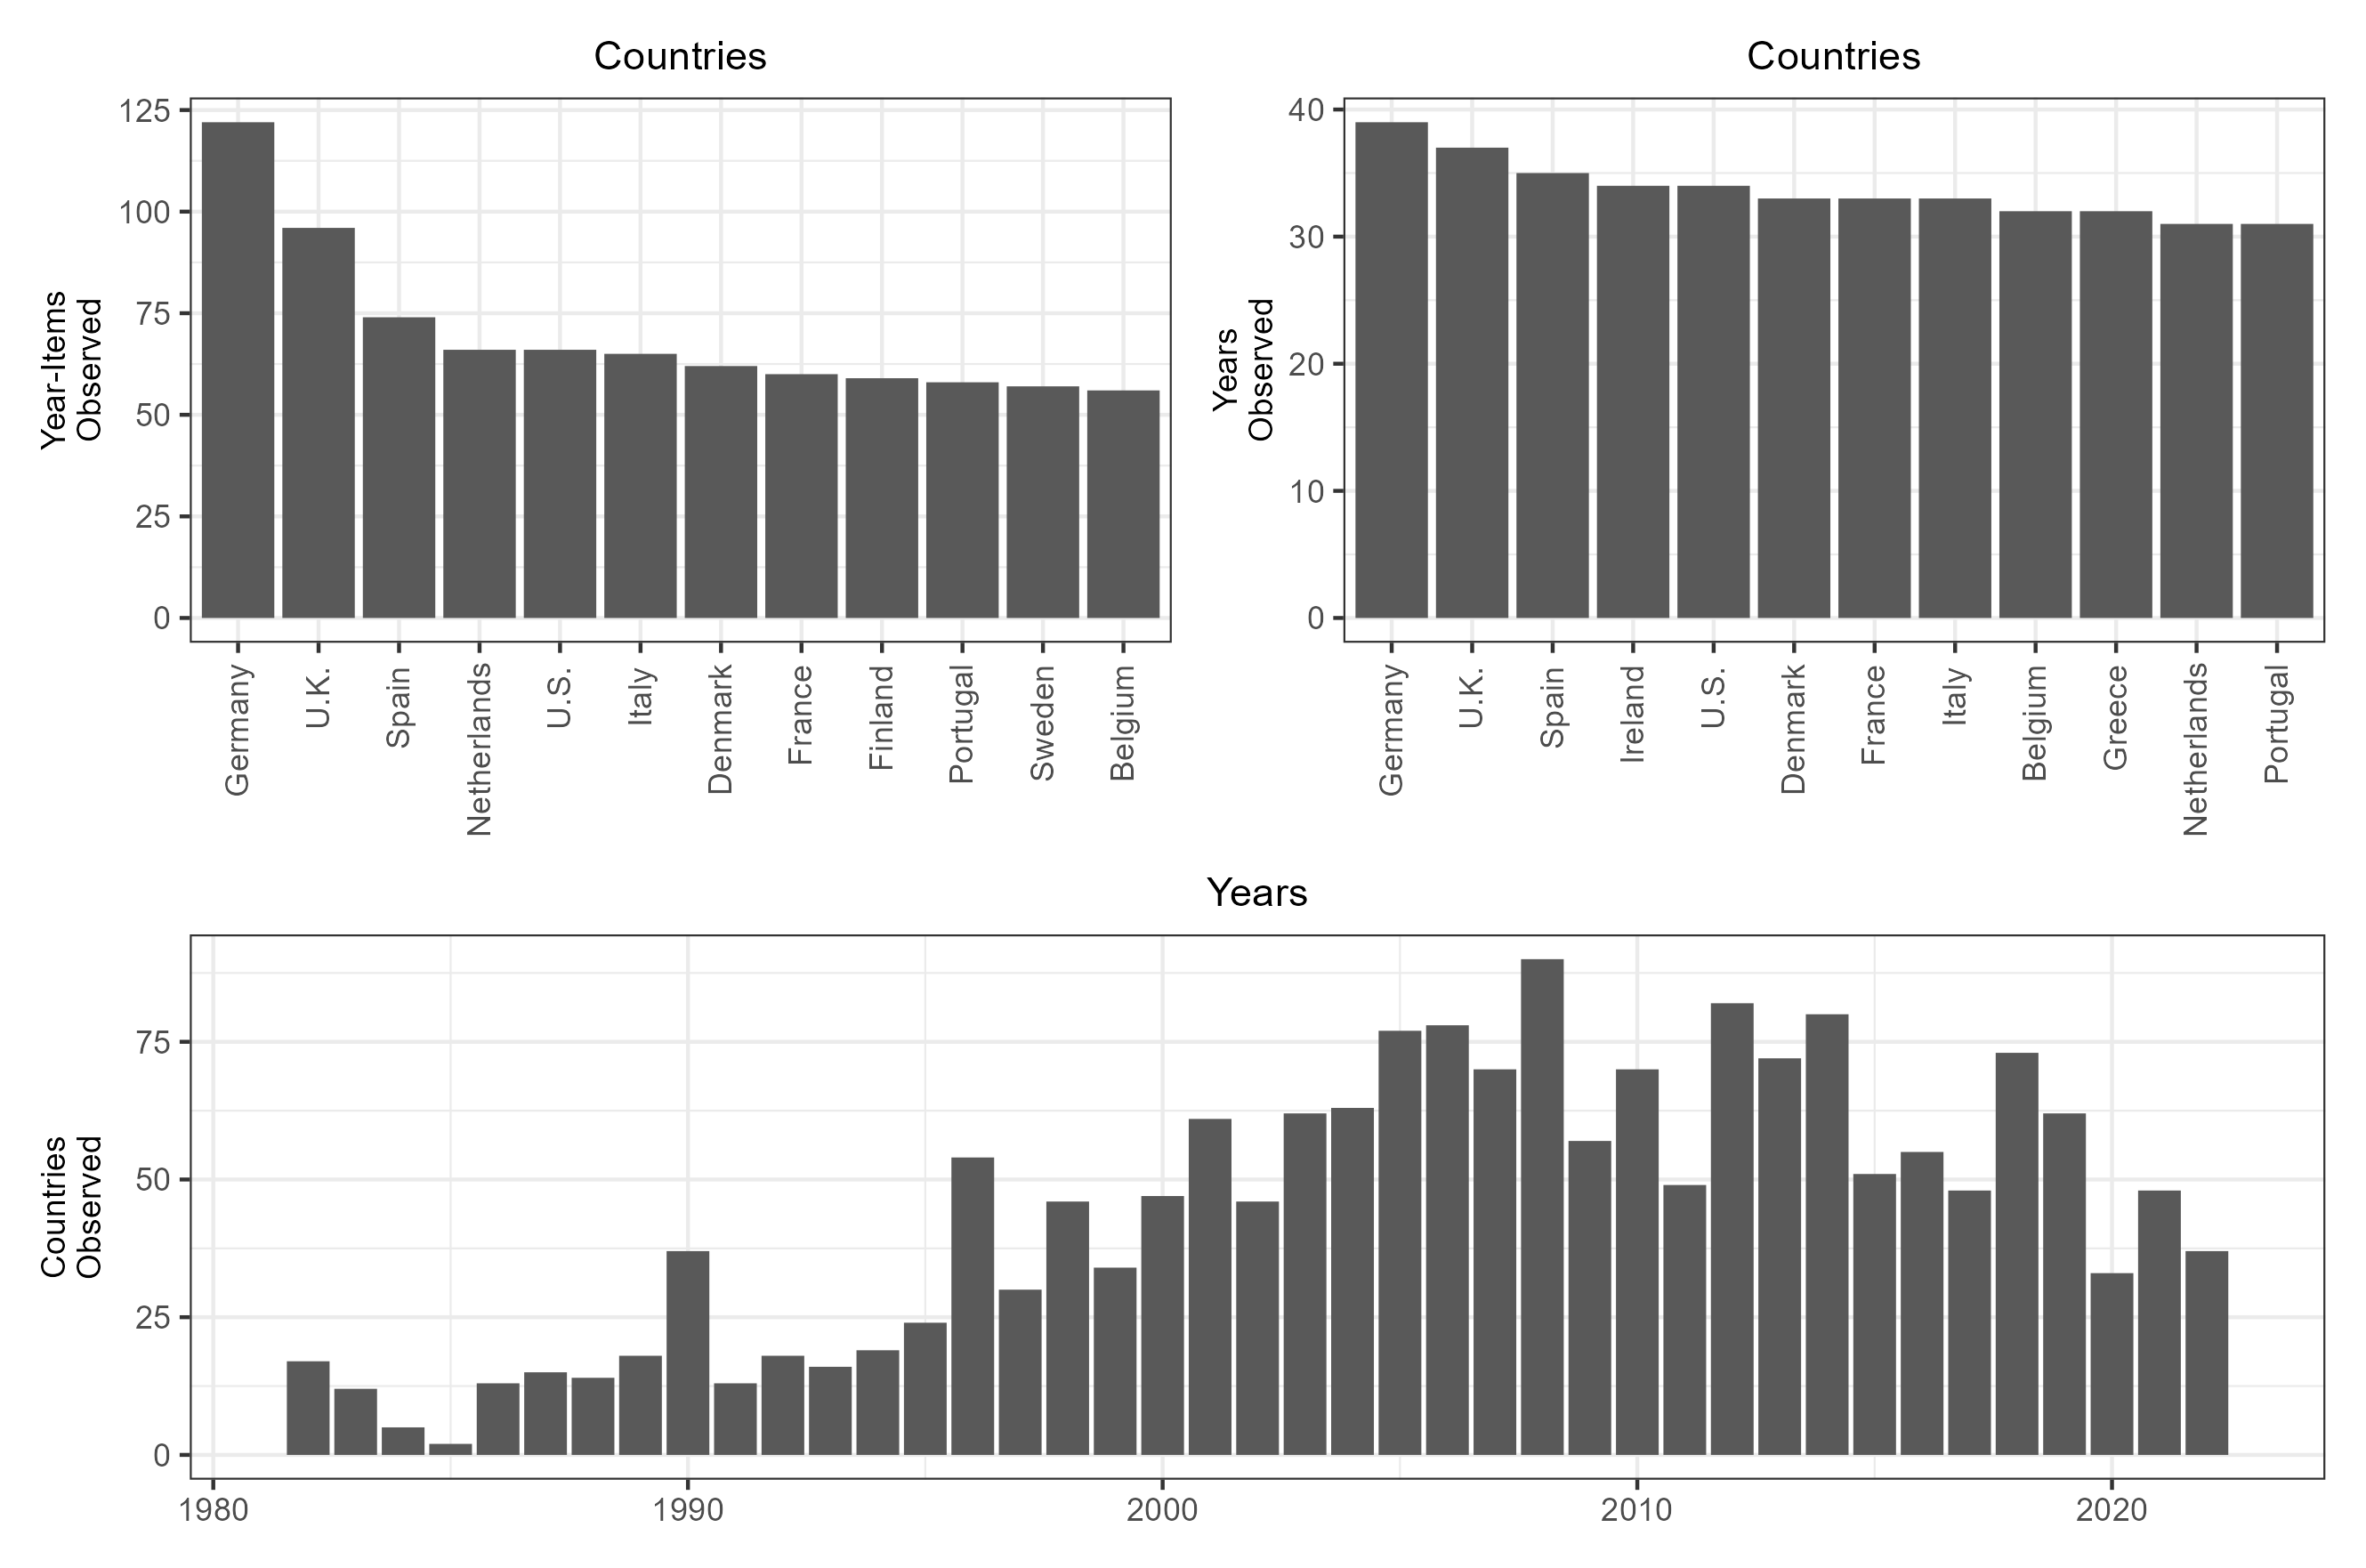 Countries
Year-Items
Observed
125
100
75
50
25
0
Germany
U.K.
Spain
Netherlands
U.S.
Italy
Denmark
France
Finland
Portugal
Sweden
Belgium
Countries
Years
Observed
40
30
20
10
0
Germany
U.K.
Spain
Ireland
U.S.
Denmark
France
Italy
Belgium
Greece
Netherlands
Portugal
Years
Countries
Observed
75
50
25
0
1980
1990
2000
2010
2020